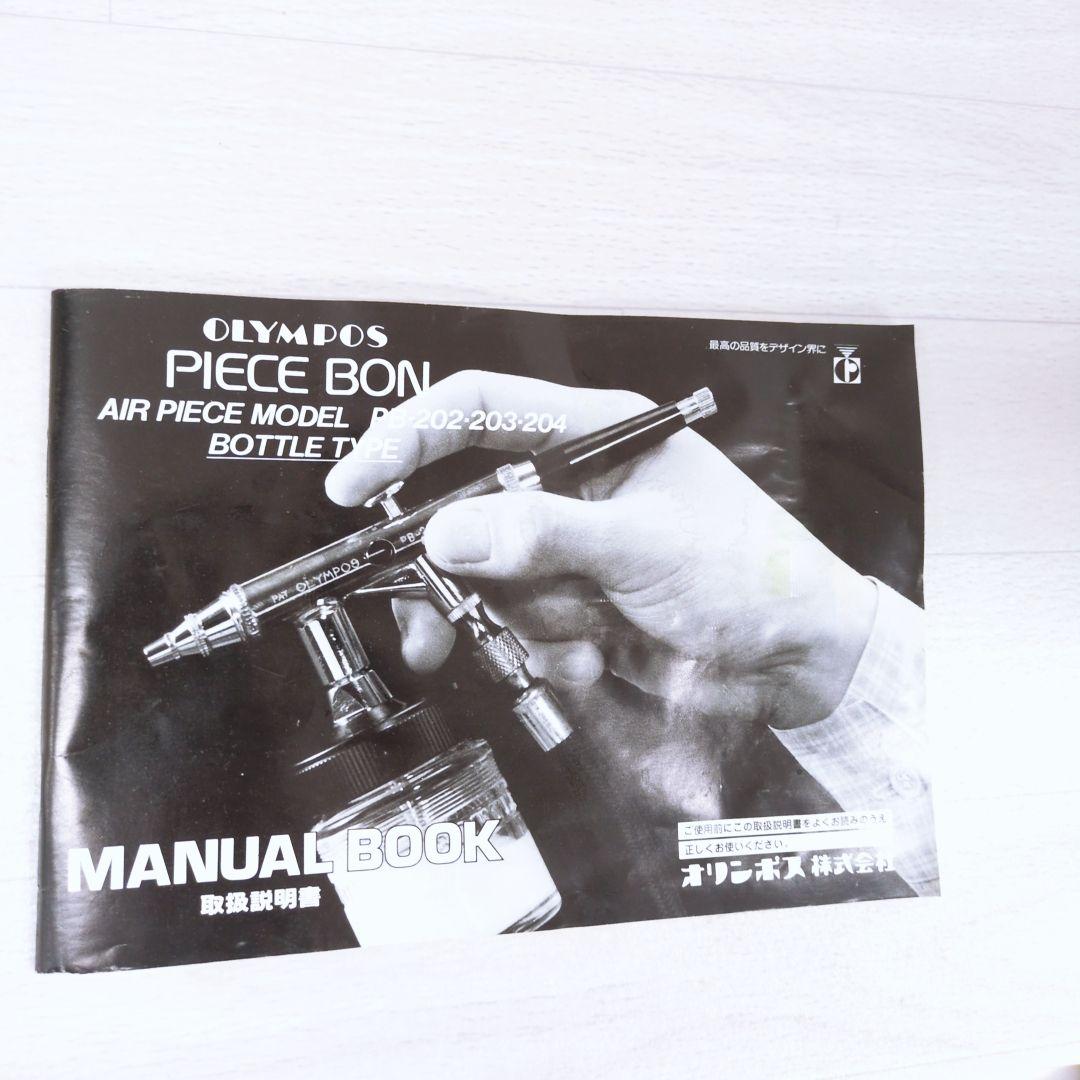 OLYMPOS
PIECE BON
AIR PIECE MODEL PB·202·203·204
BOTTLE TYPE
最高の品質をデザイン界に
PAT OLYMPOS
MANUAL BOOK
取扱説明書
ご使用前にこの取扱説明書をよくお読みのうえ
正しくお使いください。
オリンポス 株式会社